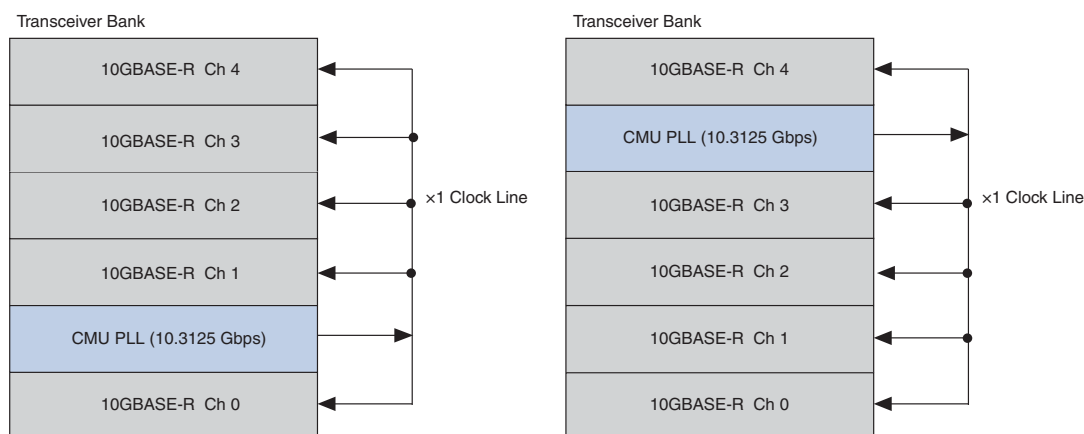 Transceiver Bank
10GBASE-R Ch 4
10GBASE-R Ch 3
10GBASE-R Ch 2
10GBASE-R Ch 1
CMU PLL (10.3125 Gbps)
10GBASE-R Ch 0
×1 Clock Line
Transceiver Bank
10GBASE-R Ch 4
CMU PLL (10.3125 Gbps)
10GBASE-R Ch 3
10GBASE-R Ch 2
10GBASE-R Ch 1
10GBASE-R Ch 0
×1 Clock Line